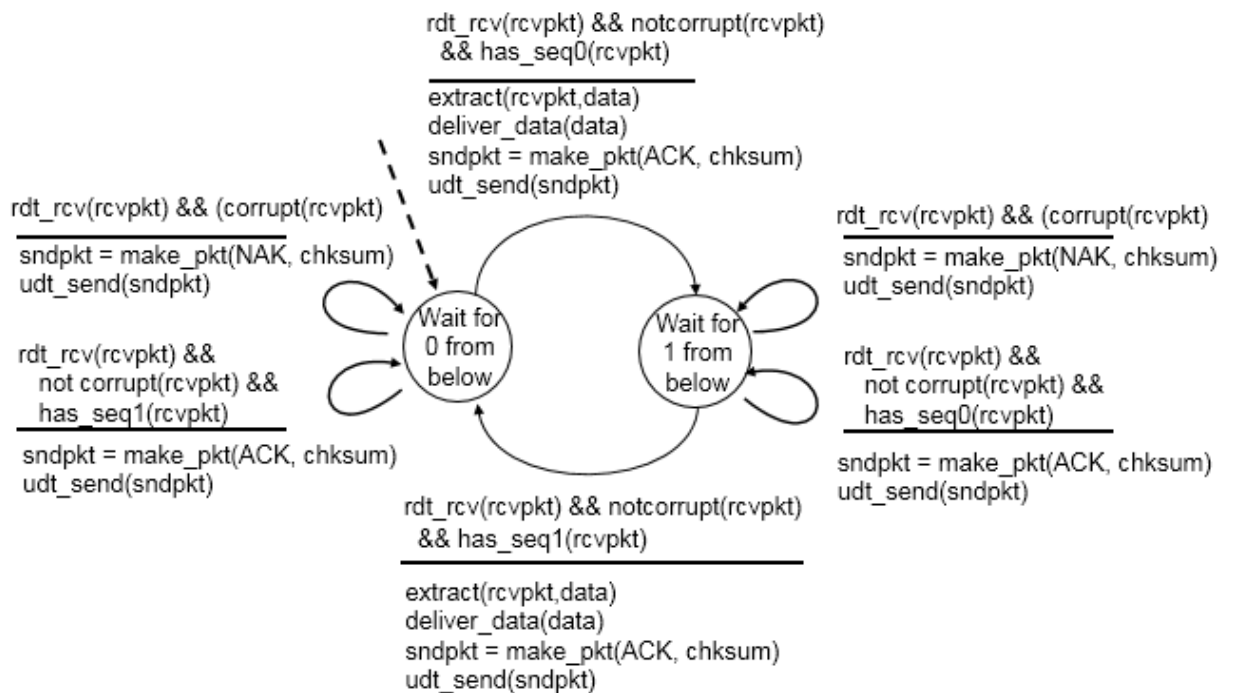 rdt_rcv(rcvpkt) && notcorrupt(rcvpkt)
&& has_seq0(rcvpkt)
extract(rcvpkt,data)
deliver_data(data)
sndpkt = make_pkt(ACK, chksum)
udt_send(sndpkt)
rdt_rcv(rcvpkt) && (corrupt(rcvpkt)
sndpkt = make_pkt(NAK, chksum)
udt_send(sndpkt)
rdt_rcv(rcvpkt) &&
not corrupt(rcvpkt) &&
has_seq1(rcvpkt)
sndpkt = make_pkt(ACK, chksum)
udt_send(sndpkt)
Wait for
0 from
below
Wait for
1 from
below
rdt_rcv(rcvpkt) && (corrupt(rcvpkt)
sndpkt = make_pkt(NAK, chksum)
udt_send(sndpkt)
rdt_rcv(rcvpkt) &&
not corrupt(rcvpkt) &&
has_seq0(rcvpkt)
sndpkt = make_pkt(ACK, chksum)
udt_send(sndpkt)
rdt_rcv(rcvpkt) && notcorrupt(rcvpkt)
&& has_seq1(rcvpkt)
extract(rcvpkt,data)
deliver_data(data)
sndpkt = make_pkt(ACK, chksum)
udt_send(sndpkt)